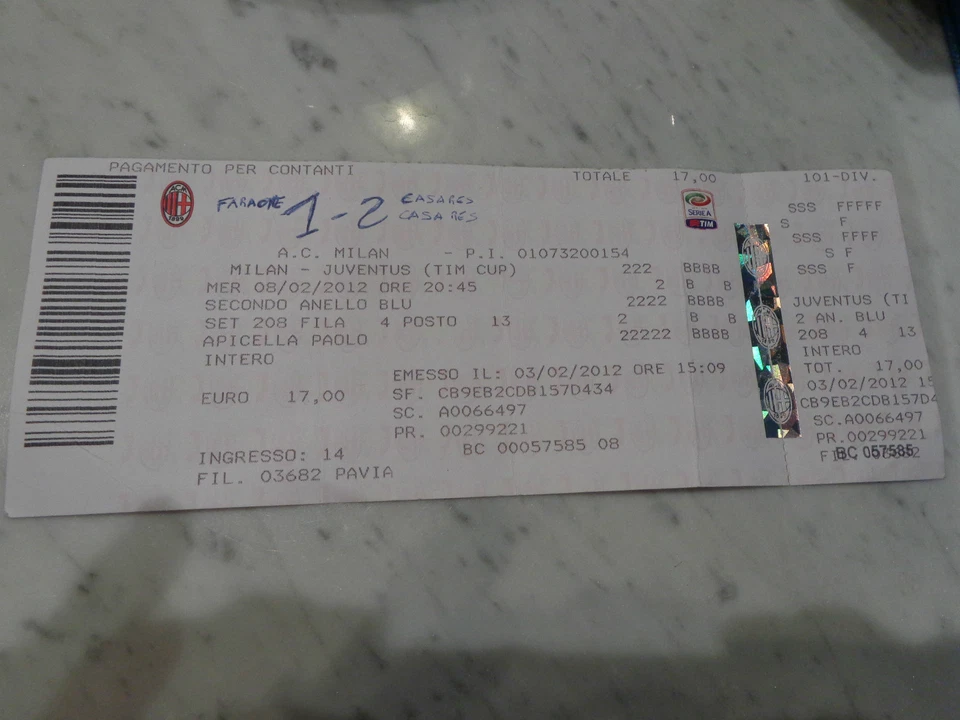 PAGAMENTO PER CONTANTI
TOTALE 17,00
FARAONE 1-2 CASARES
CASARES
SERIE A
TIM
A.C. MILAN - P.I. 01073200154
MILAN - JUVENTUS (TIM CUP) 222 BBBB
MER 08/02/2012 ORE 20:45 2 B B
SECONDO ANELLO BLU 2222 BBBB
SET 208 FILA 4 POSTO 13 2 B B
APICELLA PAOLO 22222 BBBB
INTERO
EMESSO IL: 03/02/2012 ORE 15:09
EURO 17,00 SF. CB9EB2CDB157D434
SC. A0066497
PR. 00299221
INGRESSO: 14 BC 00057585 08
FIL. 03682 PAVIA
101-DIV.
SSS FFFFF
S F
SSS FFFF
S F
SSS F
JUVENTUS (TI
2 AN. BLU
208 4 13
INTERO
TOT. 17,00
03/02/2012 15
CB9EB2CDB157D4
SC.A0066497
PR.00299221
BC 057585